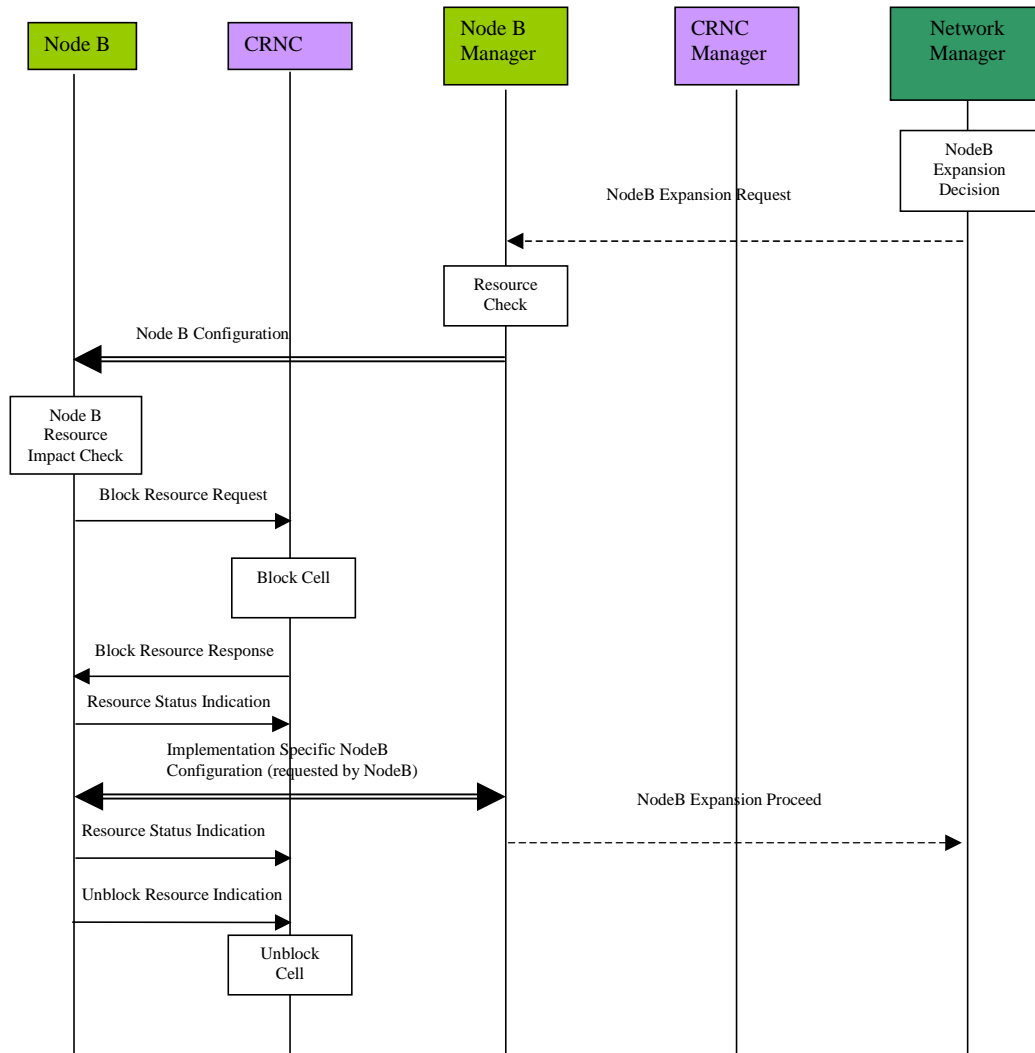 Node B
CRNC
Node B
Manager
CRNC
Manager
Network
Manager
NodeB
Expansion
Decision
NodeB Expansion Request
Resource
Check
Node B Configuration
Node B
Resource
Impact Check
Block Resource Request
Block Cell
Block Resource Response
Resource Status Indication
Implementation Specific NodeB
Configuration (requested by NodeB)
NodeB Expansion Proceed
Resource Status Indication
Unblock Resource Indication
Unblock
Cell